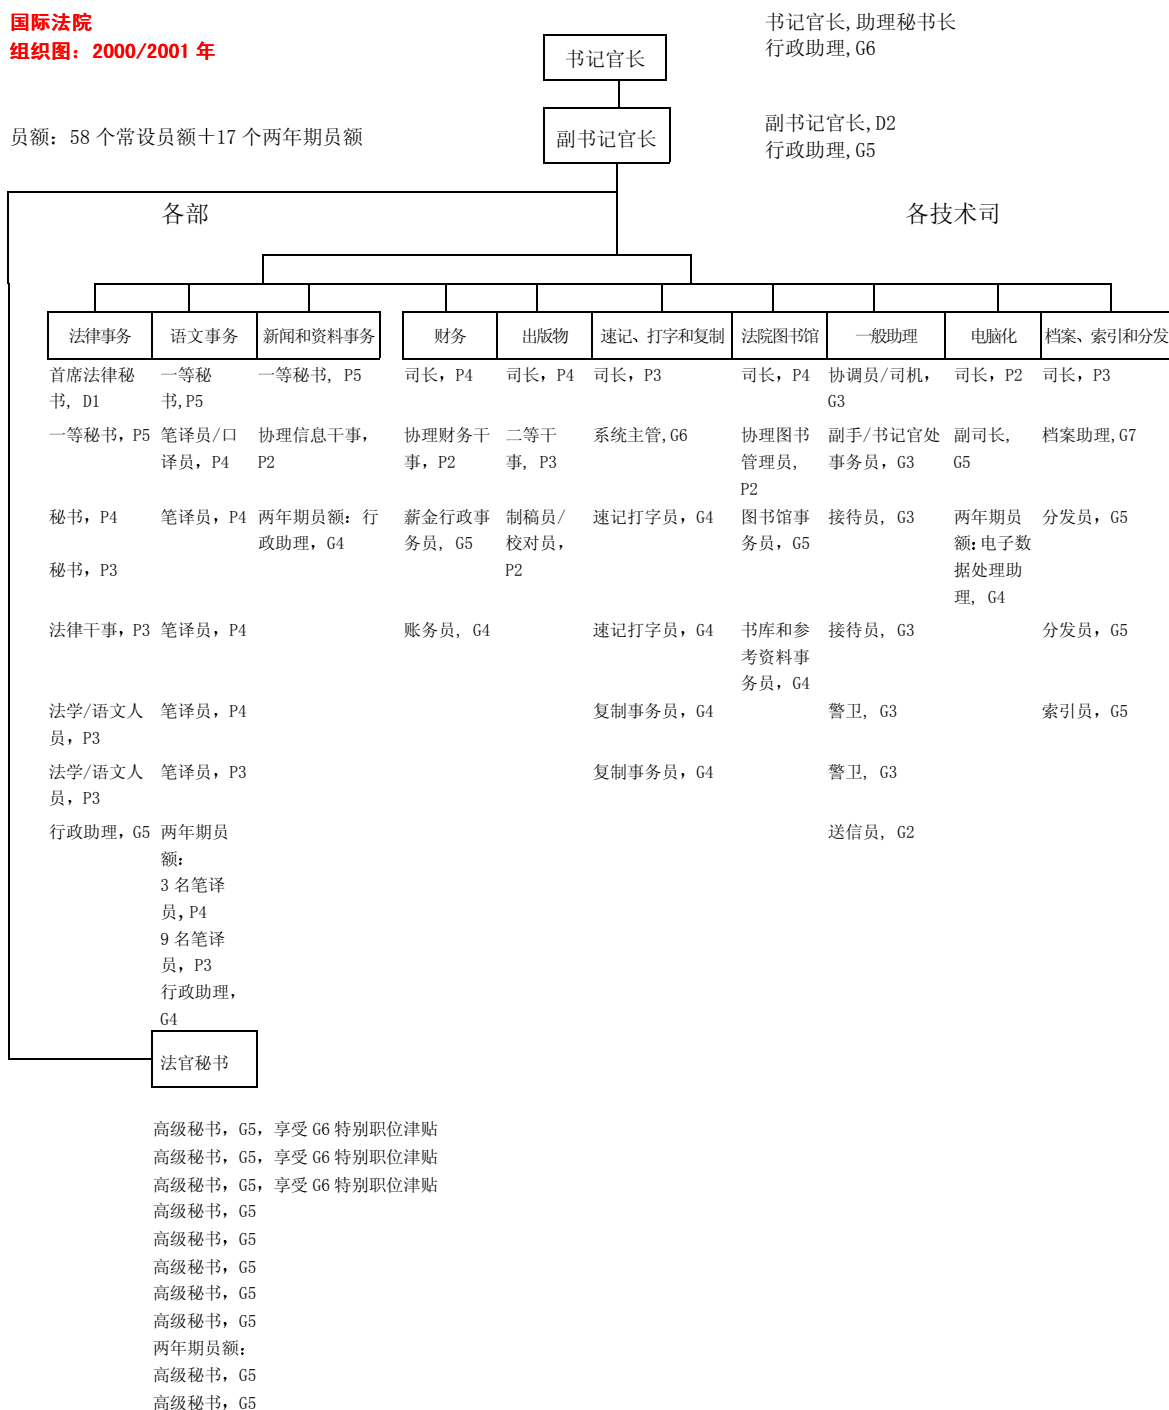 国际法院
组织图：2000/2001 年
书记官长
书记官长,助理秘书长
行政助理,G6
员额：58 个常设员额＋17 个两年期员额
副书记官长
副书记官长,D2
行政助理,G5
各部
各技术司
法律事务
语文事务
新闻和资料事务
财务
出版物
速记、打字和复制
法院图书馆
一般助理
电脑化
档案、索引和分发
首席法律秘
书, D1
一等秘
书,P5
一等秘书, P5
司长，P4
司长，P4
司长，P3
司长，P4
协调员/司机，
G3
司长，P2
司长，P3
一等秘书，P5
笔译员/口
译员，P4
协理信息干事，
P2
协理财务干
事，P2
二等干
事, P3
系统主管,G6
协理图书
管理员,
P2
副手/书记官处
事务员，G3
副司长,
G5
档案助理,G7
秘书，P4
秘书，P3
笔译员，P4
两年期员额：行
政助理，G4
薪金行政事
务员, G5
制稿员/
校对员，
P2
速记打字员，G4
图书馆事
务员，G5
接待员, G3
两年期员
额:电子数
据处理助
理, G4
分发员，G5
法律干事，P3
笔译员，P4
账务员, G4
速记打字员，G4
书库和参
考资料事
务员，G4
接待员, G3
分发员，G5
法学/语文人
员，P3
笔译员，P4
复制事务员，G4
警卫, G3
索引员，G5
法学/语文人
员，P3
笔译员，P3
复制事务员，G4
警卫, G3
行政助理，G5
两年期员
额：
3 名笔译
员,P4
9 名笔译
员，P3
行政助理，
G4
送信员, G2
法官秘书
高级秘书，G5，享受 G6 特别职位津贴
高级秘书，G5，享受 G6 特别职位津贴
高级秘书，G5，享受 G6 特别职位津贴
高级秘书，G5
高级秘书，G5
高级秘书，G5
高级秘书，G5
高级秘书，G5
两年期员额：
高级秘书，G5
高级秘书，G5